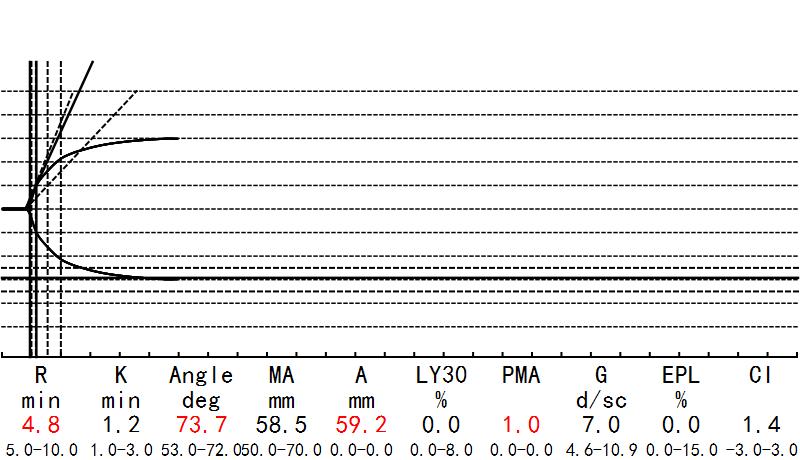 R K Angle MA A LY30 PMA G EPL CI
min min deg mm mm % d/sc %
4.8 1.2 73.7 58.5 59.2 0.0 1.0 7.0 0.0 1.4
5.0-10.0 1.0-3.0 53.0-72.0 50.0-70.0 0.0-0.0 0.0-8.0 0.0-0.0 4.6-10.9 0.0-15.0 -3.0-3.0